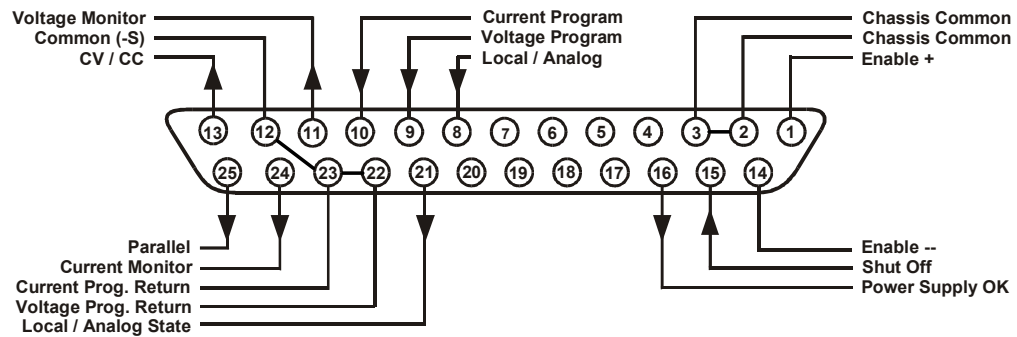 Voltage Monitor
Common (-S)
CV / CC
Current Program
Voltage Program
Local / Analog
Chassis Common
Chassis Common
Enable +
13 12 11 10 9 8 7 6 5 4 3 2 1
25 24 23 22 21 20 19 18 17 16 15 14
Parallel
Current Monitor
Current Prog. Return
Voltage Prog. Return
Local / Analog State
Enable --
Shut Off
Power Supply OK